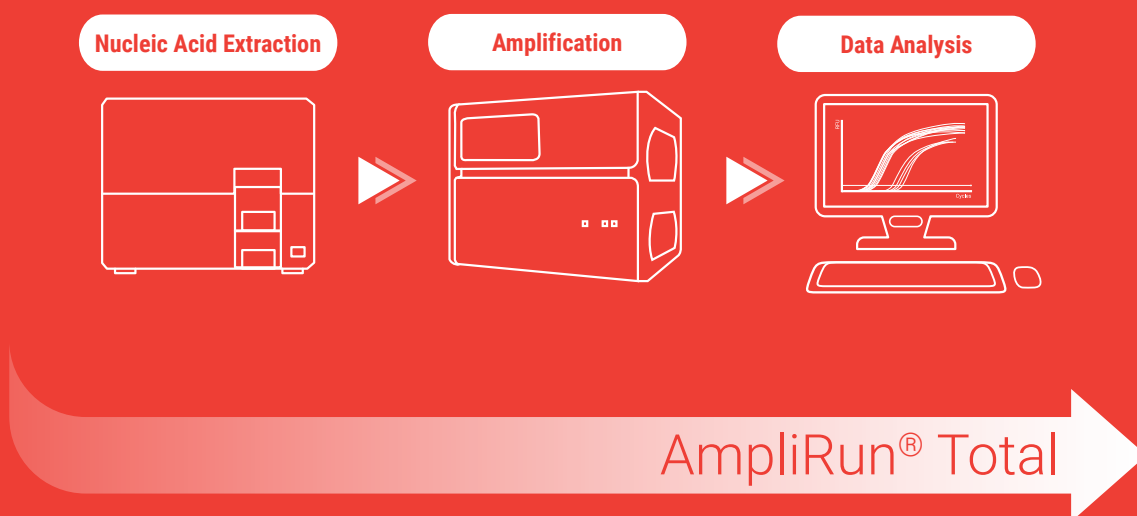 Nucleic Acid Extraction
Amplification
Data Analysis
RFU
Cycles
AmpliRun® Total